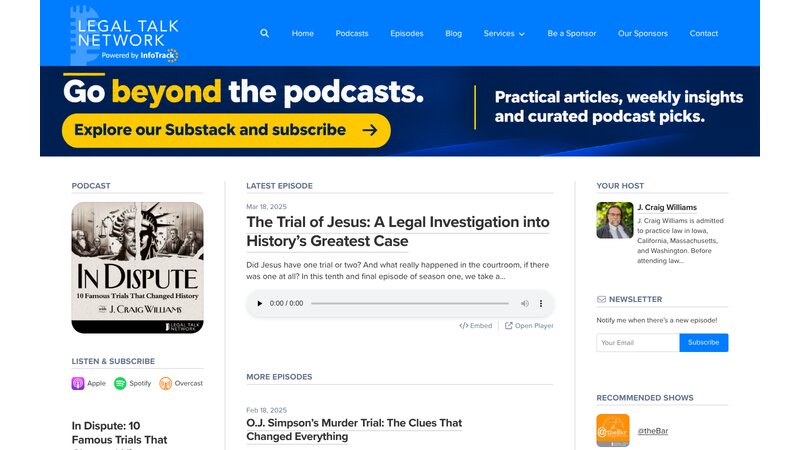 LEGAL TALK
NETWORK
Powered by InfoTrack
Home Podcasts Episodes Blog Services Be a Sponsor Our Sponsors Contact
Go beyond the podcasts.
Explore our Substack and subscribe →
Practical articles, weekly insights
and curated podcast picks.
PODCAST
IN DISPUTE
10 Famous Trials That Changed History
WITH J. CRAIG WILLIAMS
LEGAL TALK
NETWORK
LISTEN & SUBSCRIBE
Apple Spotify Overcast
In Dispute: 10
Famous Trials That
LATEST EPISODE
Mar 18, 2025
The Trial of Jesus: A Legal Investigation into
History's Greatest Case
Did Jesus have one trial or two? And what really happened in the courtroom, if there
was one at all? In this tenth and final episode of season one, we take a...
0:00 / 0:00
</> Embed Open Player
MORE EPISODES
Feb 18, 2025
O.J. Simpson's Murder Trial: The Clues That
Changed Everything
YOUR HOST
J. Craig Williams
J. Craig Williams is admitted
to practice law in Iowa,
California, Massachusetts,
and Washington. Before
attending law...
NEWSLETTER
Notify me when there's a new episode!
Your Email Subscribe
RECOMMENDED SHOWS
@theBar
@theBar